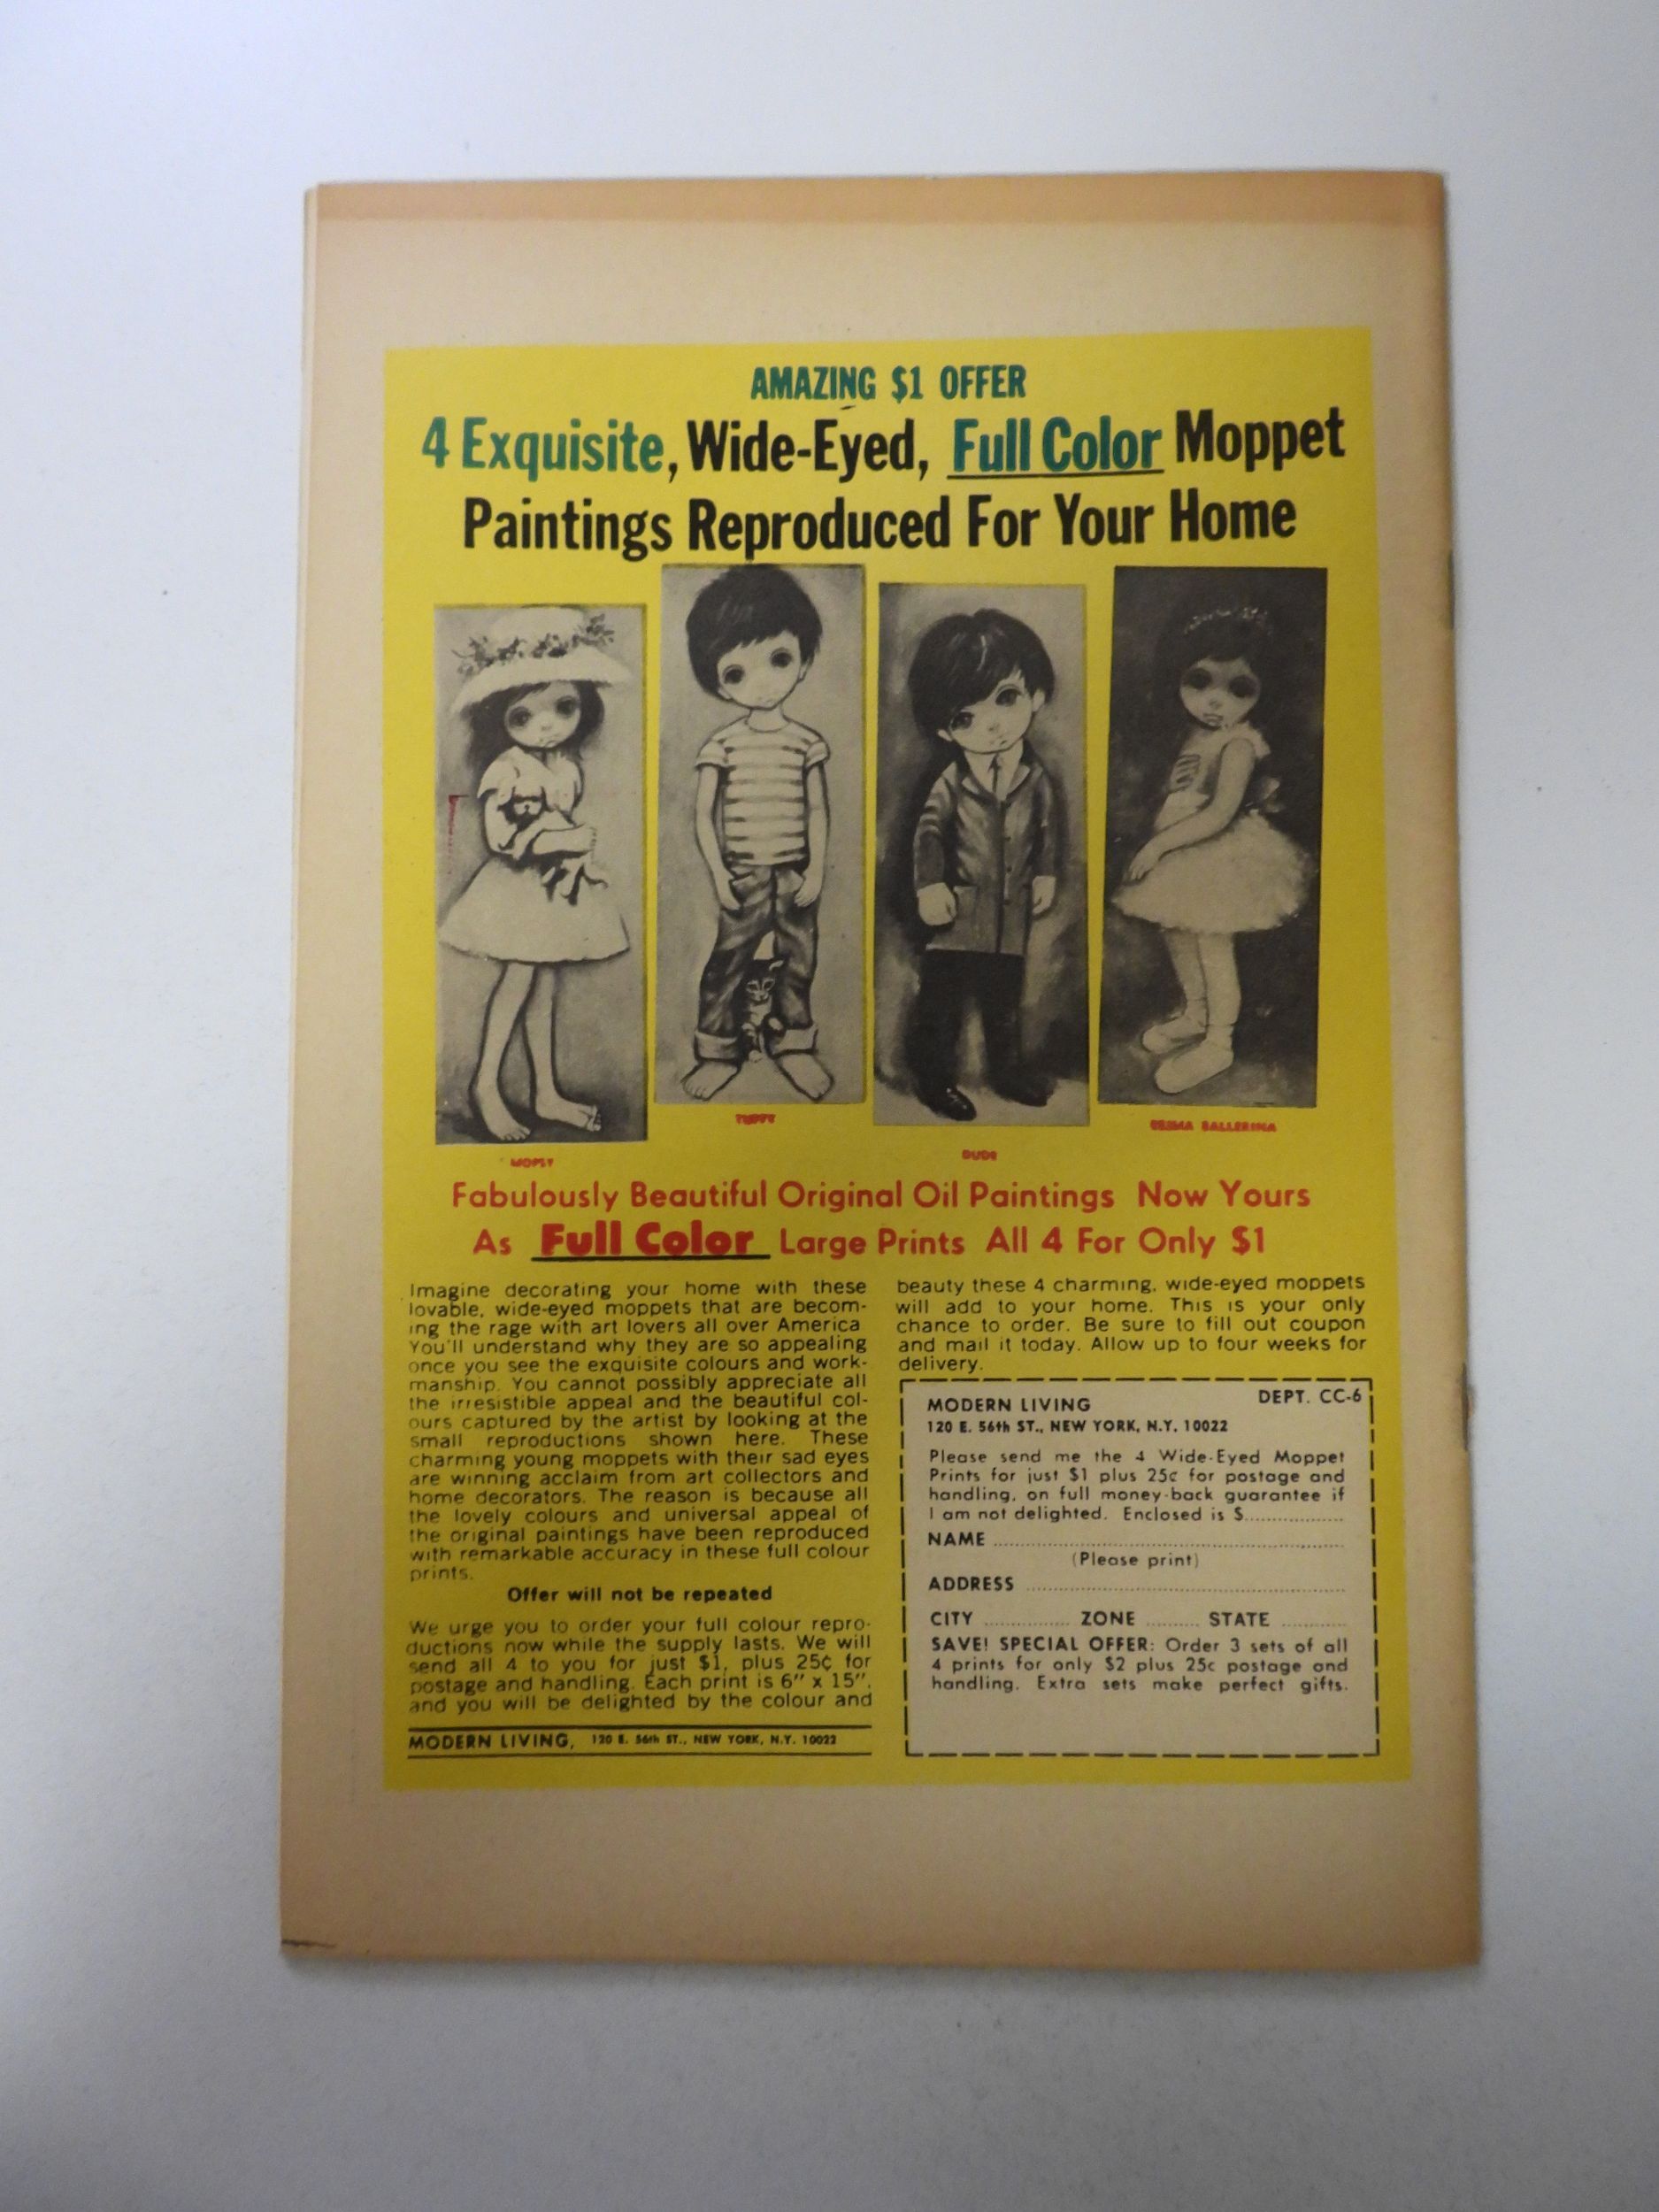 AMAZING $1 OFFER
4 Exquisite, Wide-Eyed, Full Color Moppet
Paintings Reproduced For Your Home
MOPSY
DUDE
BALLERINA
Fabulously Beautiful Original Oil Paintings Now Yours
As Full Color Large Prints All 4 For Only $1
Imagine decorating your home with these
lovable, wide-eyed moppets that are becom-
ing the rage with art lovers all over America
You'll understand why they are so appealing
once you see the exquisite colours and work-
manship. You cannot possibly appreciate all
the irresistible appeal and the beautiful col-
ours captured by the artist by looking at the
small reproductions shown here. These
charming young moppets with their sad eyes
are winning acclaim from art collectors and
home decorators. The reason is because all
the lovely colours and universal appeal of
the original paintings have been reproduced
with remarkable accuracy in these full colour
prints.
Offer will not be repeated
We urge you to order your full colour repro-
ductions now while the supply lasts. We will
send all 4 to you for just $1, plus 25¢ for
postage and handling. Each print is 6" x 15",
and you will be delighted by the colour and
MODERN LIVING, 120 E. 56th ST., NEW YORK, N.Y. 10022
beauty these 4 charming, wide-eyed moppets
will add to your home. This is your only
chance to order. Be sure to fill out coupon
and mail it today. Allow up to four weeks for
delivery.
MODERN LIVING DEPT. CC-6
120 E. 56th ST., NEW YORK, N.Y. 10022
Please send me the 4 Wide-Eyed Moppet
Prints for just $1 plus 25c for postage and
handling, on full money-back guarantee if
I am not delighted. Enclosed is $..................
NAME ..................
(Please print)
ADDRESS ..................
CITY .............. ZONE ......... STATE ...........
SAVE! SPECIAL OFFER: Order 3 sets of all
4 prints for only $2 plus 25c postage and
handling. Extra sets make perfect gifts.